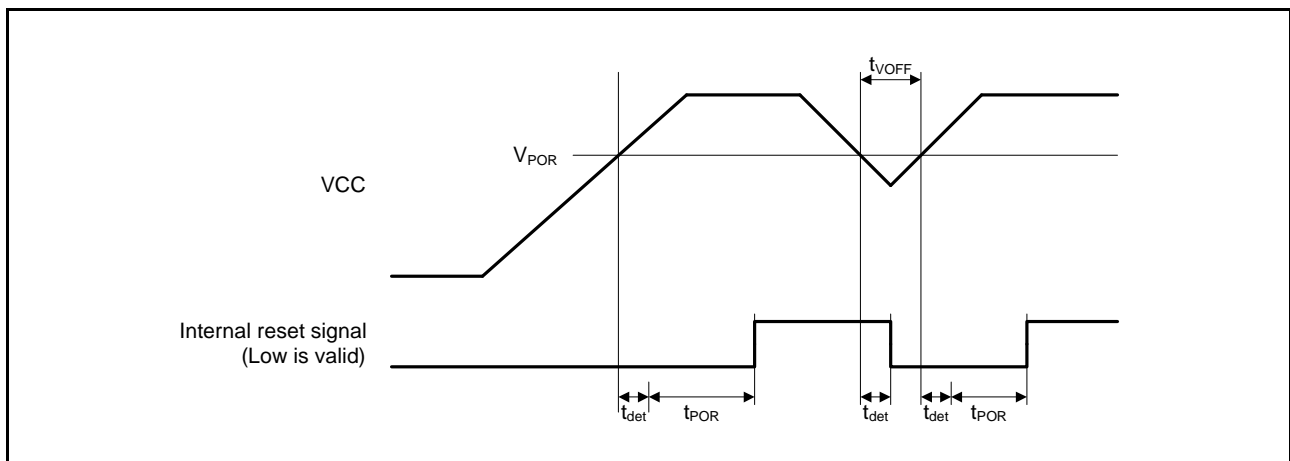 tVOFF
VPOR
VCC
Internal reset signal
(Low is valid)
tdet
tPOR
tdet
tdet
tPOR